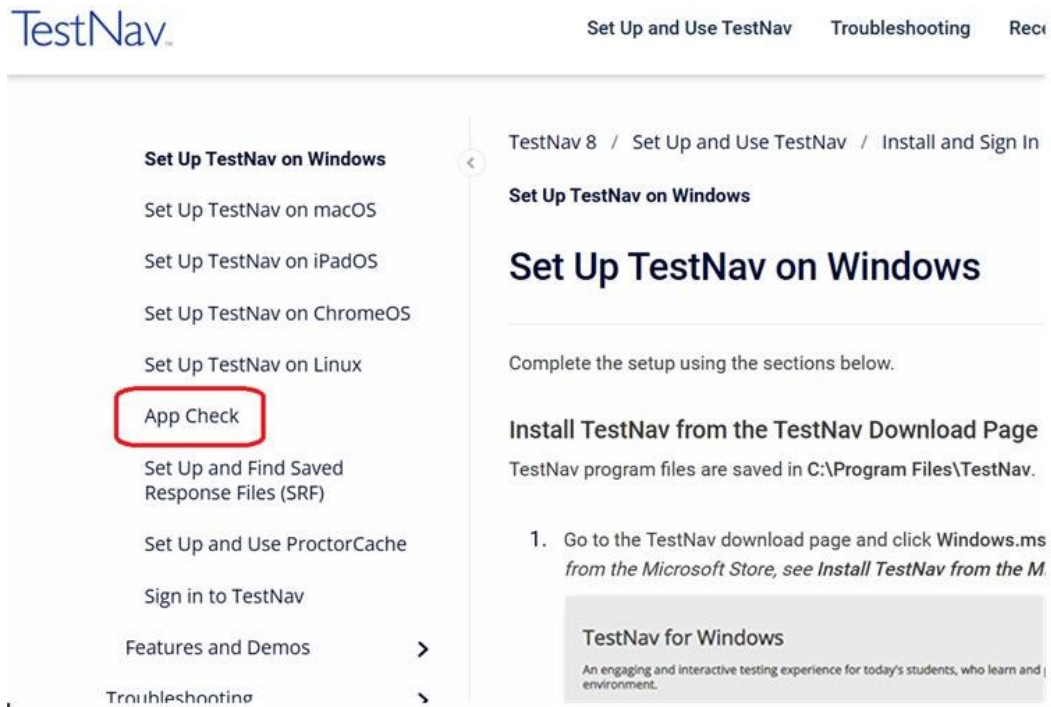 TestNav™
Set Up and Use TestNav Troubleshooting
Set Up TestNav on Windows
Set Up TestNav on macOS
Set Up TestNav on iPadOS
Set Up TestNav on ChromeOS
Set Up TestNav on Linux
App Check
Set Up and Find Saved
Response Files (SRF)
Set Up and Use ProctorCache
Sign in to TestNav
Features and Demos
Troubleshooting
TestNav 8 / Set Up and Use TestNav / Install and Sign In
Set Up TestNav on Windows
Set Up TestNav on Windows
Complete the setup using the sections below.
Install TestNav from the TestNav Download Page
TestNav program files are saved in C:\Program Files\TestNav.
1. Go to the TestNav download page and click Windows.ms
from the Microsoft Store, see Install TestNav from the M
TestNav for Windows
An engaging and interactive testing experience for today's students, who learn and
environment.